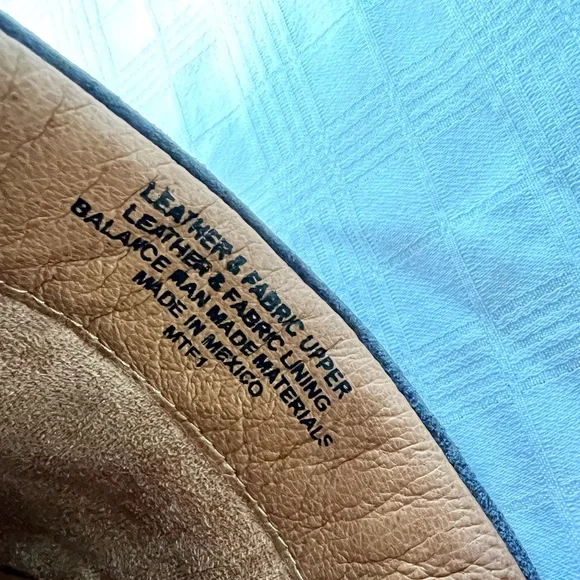 LEATHER & FABRIC UPPER
LEATHER & FABRIC LINING
BALANCE MAN MADE MATERIALS
MADE IN MEXICO
MTF1